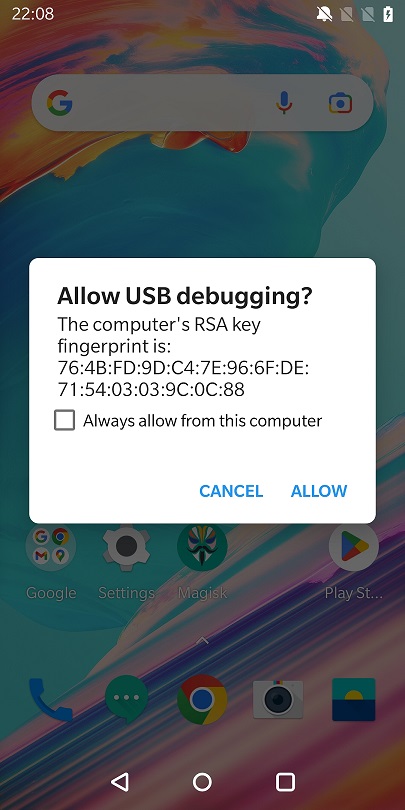 22:08
Allow USB debugging?
The computer's RSA key
fingerprint is:
76:4B:FD:9D:C4:7E:96:6F:DE:
71:54:03:03:9C:0C:88
Always allow from this computer
CANCEL ALLOW
Google Settings Magisk Play St...